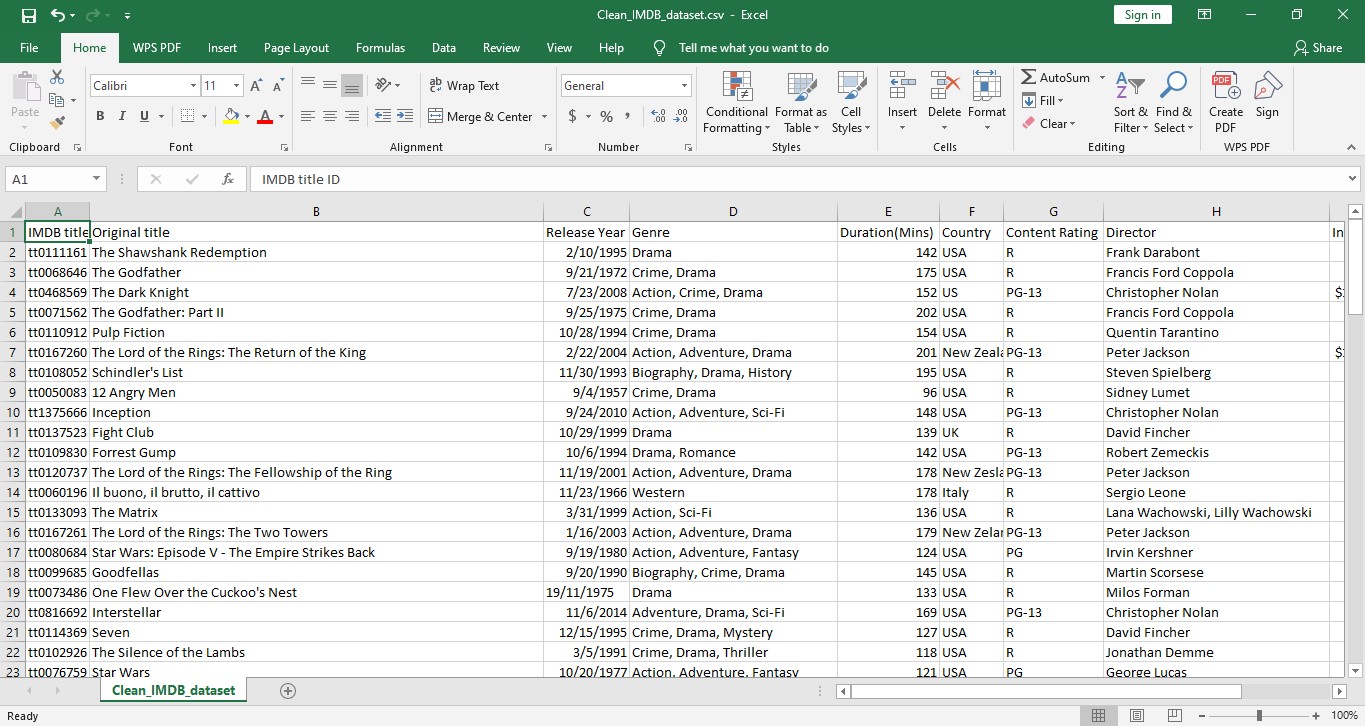 Clean_IMDB_dataset.csv - Excel
Sign in
File Home WPS PDF Insert Page Layout Formulas Data Review View Help Tell me what you want to do Share
Paste Calibri 11 Wrap Text General Conditional Formatting Format as Table Cell Styles Insert Delete Format AutoSum Fill Clear Sort & Filter Find & Select Create PDF Sign
B I U Merge & Center $ % ,
Clipboard Font Alignment Number Styles Cells Editing WPS PDF
A1 fx IMDB title ID
A B C D E F G H
1 IMDB title Original title Release Year Genre Duration(Mins) Country Content Rating Director In
2 tt0111161 The Shawshank Redemption 2/10/1995 Drama 142 USA R Frank Darabont
3 tt0068646 The Godfather 9/21/1972 Crime, Drama 175 USA R Francis Ford Coppola
4 tt0468569 The Dark Knight 7/23/2008 Action, Crime, Drama 152 US PG-13 Christopher Nolan
5 tt0071562 The Godfather: Part II 9/25/1975 Crime, Drama 202 USA R Francis Ford Coppola
6 tt0110912 Pulp Fiction 10/28/1994 Crime, Drama 154 USA R Quentin Tarantino
7 tt0167260 The Lord of the Rings: The Return of the King 2/22/2004 Action, Adventure, Drama 201 New Zeala PG-13 Peter Jackson
8 tt0108052 Schindler's List 11/30/1993 Biography, Drama, History 195 USA R Steven Spielberg
9 tt0050083 12 Angry Men 9/4/1957 Crime, Drama 96 USA R Sidney Lumet
10 tt1375666 Inception 9/24/2010 Action, Adventure, Sci-Fi 148 USA PG-13 Christopher Nolan
11 tt0137523 Fight Club 10/29/1999 Drama 139 UK R David Fincher
12 tt0109830 Forrest Gump 10/6/1994 Drama, Romance 142 USA PG-13 Robert Zemeckis
13 tt0120737 The Lord of the Rings: The Fellowship of the Ring 11/19/2001 Action, Adventure, Drama 178 New Zesla PG-13 Peter Jackson
14 tt0060196 Il buono, il brutto, il cattivo 11/23/1966 Western 178 Italy R Sergio Leone
15 tt0133093 The Matrix 3/31/1999 Action, Sci-Fi 136 USA R Lana Wachowski, Lilly Wachowski
16 tt0167261 The Lord of the Rings: The Two Towers 1/16/2003 Action, Adventure, Drama 179 New Zelar PG-13 Peter Jackson
17 tt0080684 Star Wars: Episode V - The Empire Strikes Back 9/19/1980 Action, Adventure, Fantasy 124 USA PG Irvin Kershner
18 tt0099685 Goodfellas 9/20/1990 Biography, Crime, Drama 145 USA R Martin Scorsese
19 tt0073486 One Flew Over the Cuckoo's Nest 19/11/1975 Drama 133 USA R Milos Forman
20 tt0816692 Interstellar 11/6/2014 Adventure, Drama, Sci-Fi 169 USA PG-13 Christopher Nolan
21 tt0114369 Seven 12/15/1995 Crime, Drama, Mystery 127 USA R David Fincher
22 tt0102926 The Silence of the Lambs 3/5/1991 Crime, Drama, Thriller 118 USA R Jonathan Demme
23 tt0076759 Star Wars 10/20/1977 Action, Adventure, Fantasy 121 USA PG George Lucas
Clean_IMDB_dataset
Ready 100%